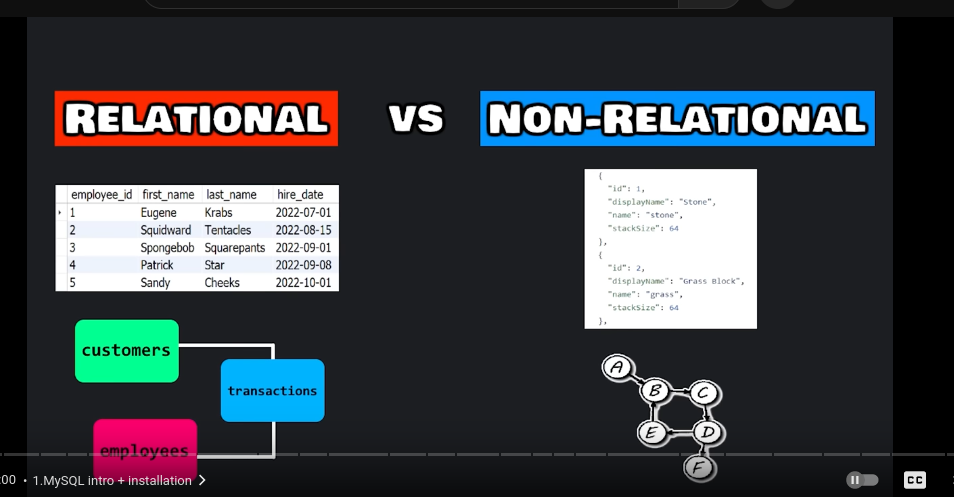 RELATIONAL VS NON-RELATIONAL
employee_id first_name last_name hire_date
1 Eugene Krabs 2022-07-01
2 Squidward Tentacles 2022-08-15
3 Spongebob Squarepants 2022-09-01
4 Patrick Star 2022-09-08
5 Sandy Cheeks 2022-10-01
{
"id": 1,
"displayName": "Stone",
"name": "stone",
"stackSize": 64
},
{
"id": 2,
"displayName": "Grass Block",
"name": "grass",
"stackSize": 64
},
customers
transactions
employees
A
B
C
E
D
F
:00 • 1.MySQL intro + installation
CC